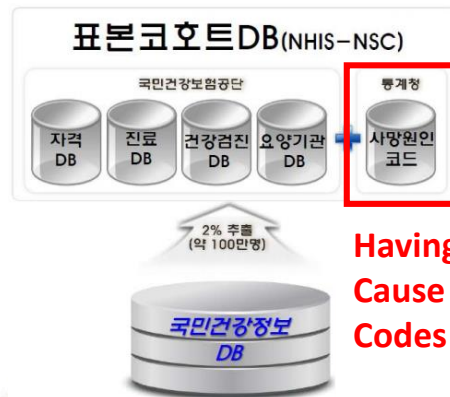 표본코호트DB(NHIS-NSC)
국민건강보험공단
통계청
자격
DB
진료
DB
건강검진
DB
요양기관
DB
사망원인
코드
2% 추출
(약 100만명)
Having
Cause
Codes
국민건강정보
DB